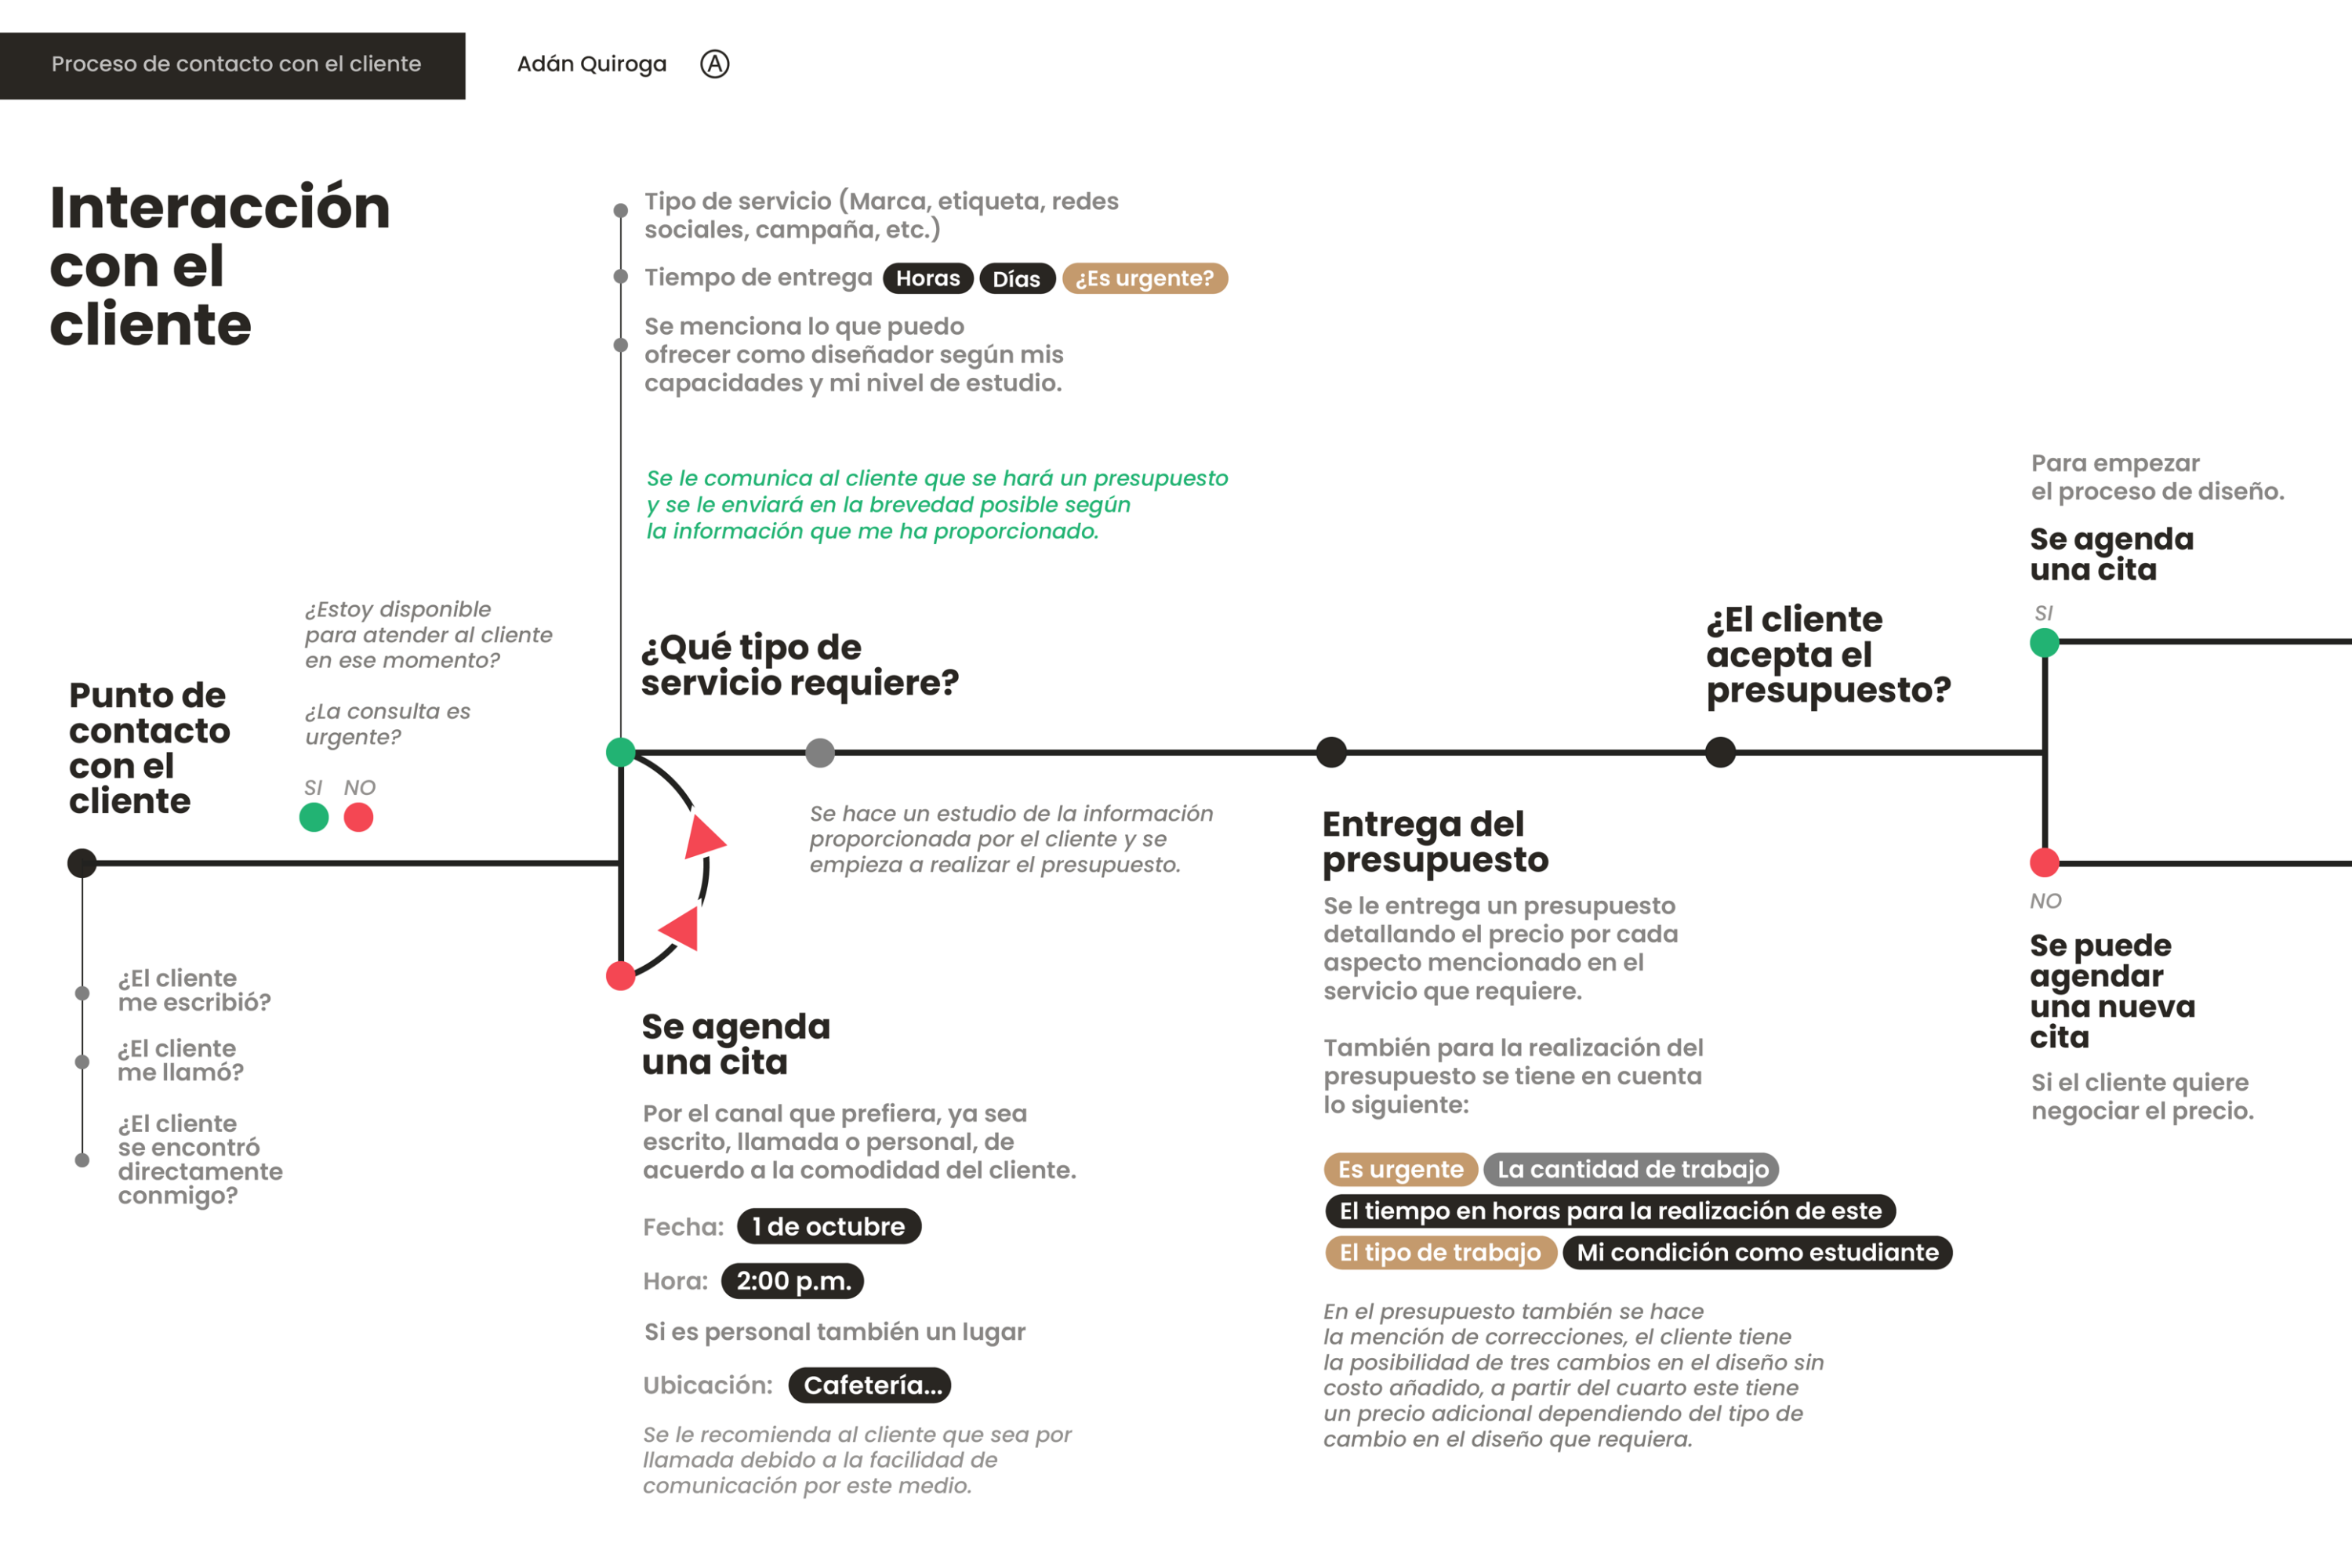 Proceso de contacto con el cliente
Adán Quiroga
A
Interacción
con el
cliente
Tipo de servicio (Marca, etiqueta, redes
sociales, campaña, etc.)
Tiempo de entrega Horas Días ¿Es urgente?
Se menciona lo que puedo
ofrecer como diseñador según mis
capacidades y mi nivel de estudio.
Se le comunica al cliente que se hará un presupuesto
y se le enviará en la brevedad posible según
la información que me ha proporcionado.
Punto de
contacto
con el
cliente
¿Estoy disponible
para atender al cliente
en ese momento?
¿La consulta es
urgente?
SI NO
¿El cliente
me escribió?
¿El cliente
me llamó?
¿El cliente
se encontró
directamente
conmigo?
¿Qué tipo de
servicio requiere?
Se hace un estudio de la información
proporcionada por el cliente y se
empieza a realizar el presupuesto.
Se agenda
una cita
Por el canal que prefiera, ya sea
escrito, llamada o personal, de
acuerdo a la comodidad del cliente.
Fecha: 1 de octubre
Hora: 2:00 p.m.
Si es personal también un lugar
Ubicación: Cafetería...
Se le recomienda al cliente que sea por
llamada debido a la facilidad de
comunicación por este medio.
Entrega del
presupuesto
Se le entrega un presupuesto
detallando el precio por cada
aspecto mencionado en el
servicio que requiere.
También para la realización del
presupuesto se tiene en cuenta
lo siguiente:
Es urgente La cantidad de trabajo
El tiempo en horas para la realización de este
El tipo de trabajo Mi condición como estudiante
En el presupuesto también se hace
la mención de correcciones, el cliente tiene
la posibilidad de tres cambios en el diseño sin
costo añadido, a partir del cuarto este tiene
un precio adicional dependiendo del tipo de
cambio en el diseño que requiera.
¿El cliente
acepta el
presupuesto?
Para empezar
el proceso de diseño.
Se agenda
una cita
SI
NO
Se puede
agendar
una nueva
cita
Si el cliente quiere
negociar el precio.